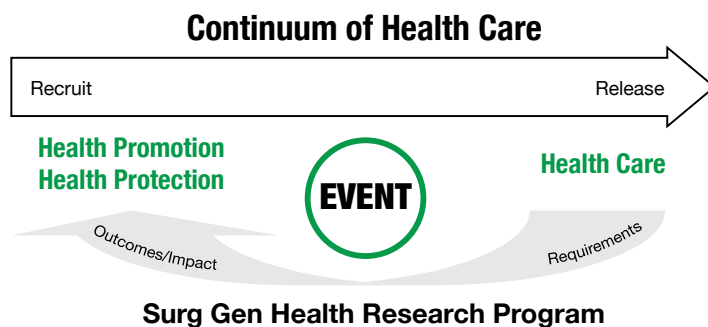 Continuum of Health Care
Recruit
Release
Health Promotion
Health Protection
EVENT
Health Care
Outcomes/Impact
Requirements
Surg Gen Health Research Program